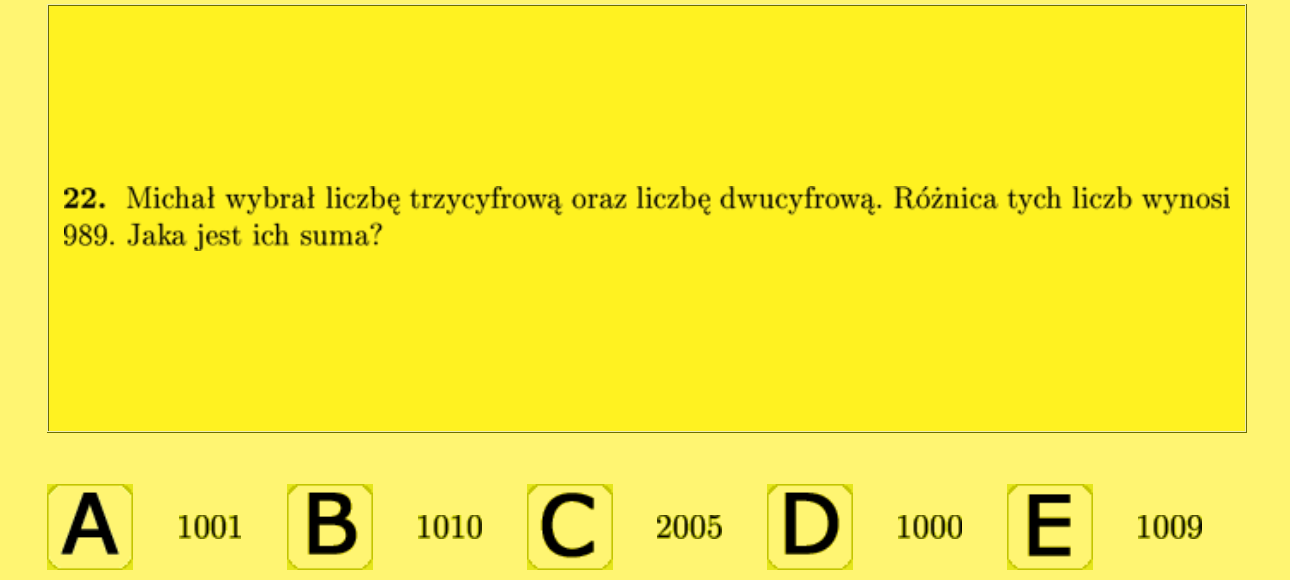 22. Michał wybrał liczbę trzycyfrową oraz liczbę dwucyfrową. Różnica tych liczb wynosi
989. Jaka jest ich suma?
A 1001 B 1010 C 2005 D 1000 E 1009